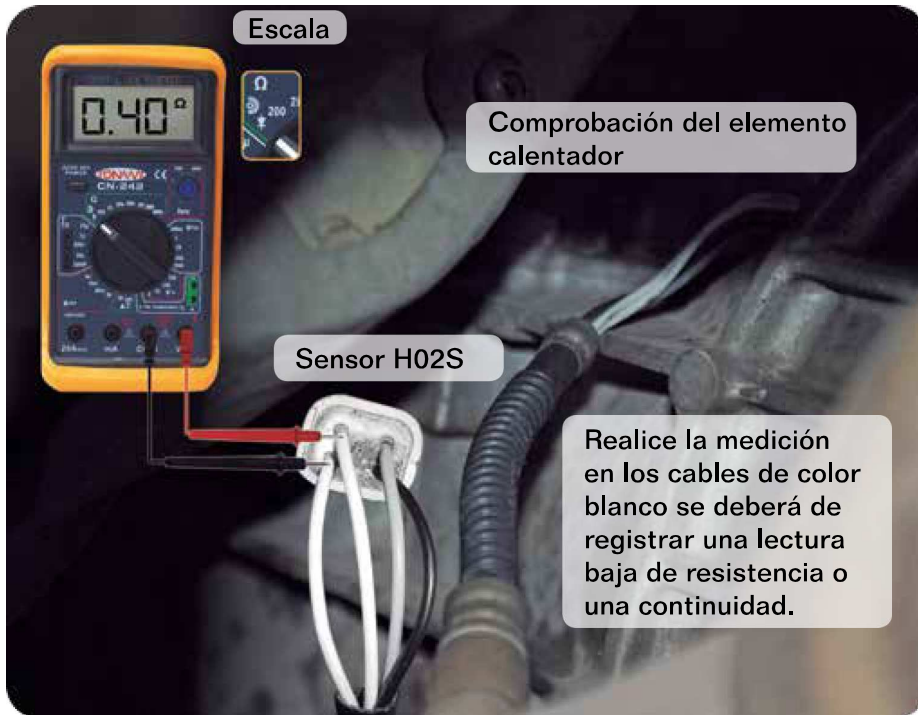 Escala
Ω
200
0.40 Ω
CN-242
Comprobación del elemento
calentador
Sensor H02S
Realice la medición
en los cables de color
blanco se deberá de
registrar una lectura
baja de resistencia o
una continuidad.